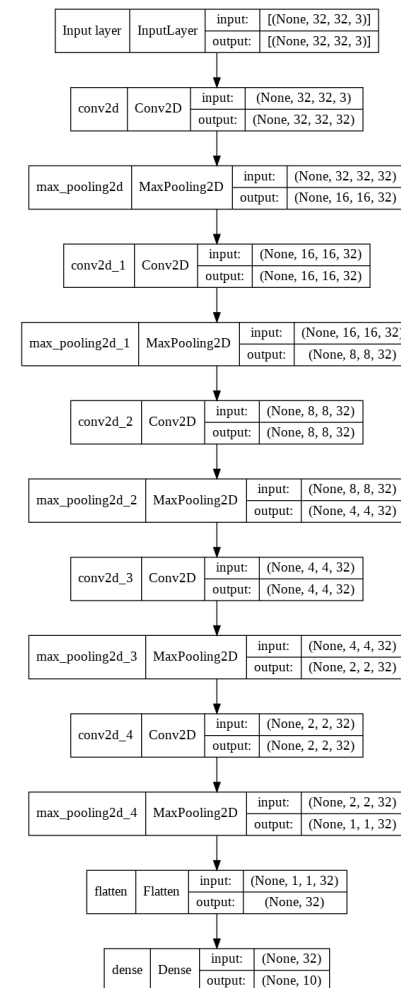 Input layer InputLayer input: [(None, 32, 32, 3)]
output: [(None, 32, 32, 3)]
conv2d Conv2D input: (None, 32, 32, 3)
output: (None, 32, 32, 32)
max_pooling2d MaxPooling2D input: (None, 32, 32, 32)
output: (None, 16, 16, 32)
conv2d_1 Conv2D input: (None, 16, 16, 32)
output: (None, 16, 16, 32)
max_pooling2d_1 MaxPooling2D input: (None, 16, 16, 32)
output: (None, 8, 8, 32)
conv2d_2 Conv2D input: (None, 8, 8, 32)
output: (None, 8, 8, 32)
max_pooling2d_2 MaxPooling2D input: (None, 8, 8, 32)
output: (None, 4, 4, 32)
conv2d_3 Conv2D input: (None, 4, 4, 32)
output: (None, 4, 4, 32)
max_pooling2d_3 MaxPooling2D input: (None, 4, 4, 32)
output: (None, 2, 2, 32)
conv2d_4 Conv2D input: (None, 2, 2, 32)
output: (None, 2, 2, 32)
max_pooling2d_4 MaxPooling2D input: (None, 2, 2, 32)
output: (None, 1, 1, 32)
flatten Flatten input: (None, 1, 1, 32)
output: (None, 32)
dense Dense input: (None, 32)
output: (None, 10)